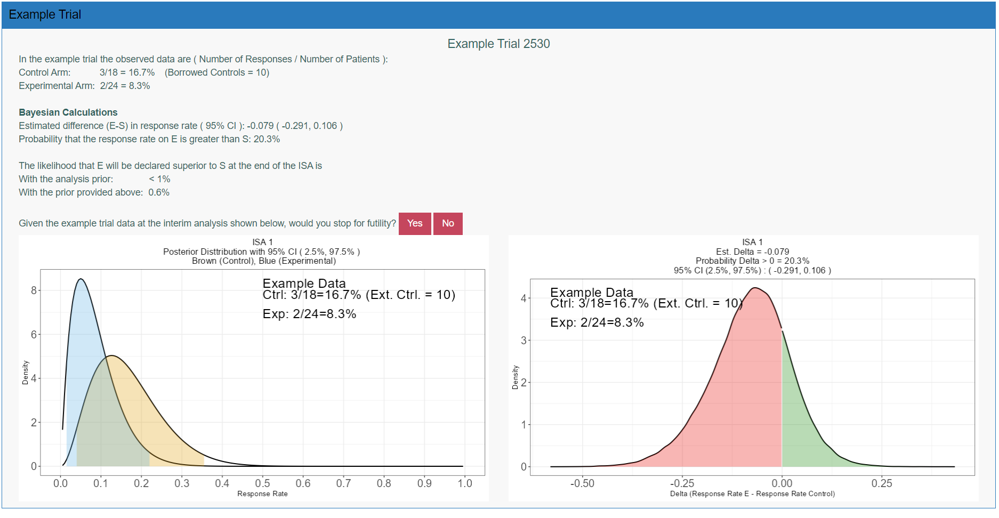 Example Trial
Example Trial 2530
In the example trial the observed data are ( Number of Responses / Number of Patients ):
Control Arm: 3/18 = 16.7% (Borrowed Controls = 10)
Experimental Arm: 2/24 = 8.3%
Bayesian Calculations
Estimated difference (E-S) in response rate ( 95% CI ): -0.079 ( -0.291, 0.106 )
Probability that the response rate on E is greater than S: 20.3%
The likelihood that E will be declared superior to S at the end of the ISA is
With the analysis prior: < 1%
With the prior provided above: 0.6%
Given the example trial data at the interim analysis shown below, would you stop for futility? Yes No
ISA 1
Posterior Disttribution with 95% CI ( 2.5%, 97.5% )
Brown (Control), Blue (Experimental)
Example Data
Ctrl: 3/18=16.7% (Ext. Ctrl. = 10)
Exp: 2/24=8.3%
8
6
4
2
0
Density
0.0 0.1 0.2 0.3 0.4 0.5 0.6 0.7 0.8 0.9 1.0
Response Rate
ISA 1
Est. Delta = -0.079
Probability Delta > 0 = 20.3%
95% CI (2.5%, 97.5%) : ( -0.291, 0.106 )
Example Data
Ctrl: 3/18=16.7% (Ext. Ctrl. = 10)
Exp: 2/24=8.3%
4
3
2
1
0
Density
-0.50 -0.25 0.00 0.25
Delta (Response Rate E - Response Rate Control)